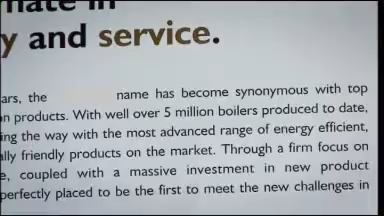 mate in
y and service.
ars, the name has become synonymous with top
n products. With well over 5 million boilers produced to date,
ing the way with the most advanced range of energy efficient,
ally friendly products on the market. Through a firm focus on
e, coupled with a massive investment in new product
perfectly placed to be the first to meet the new challenges in